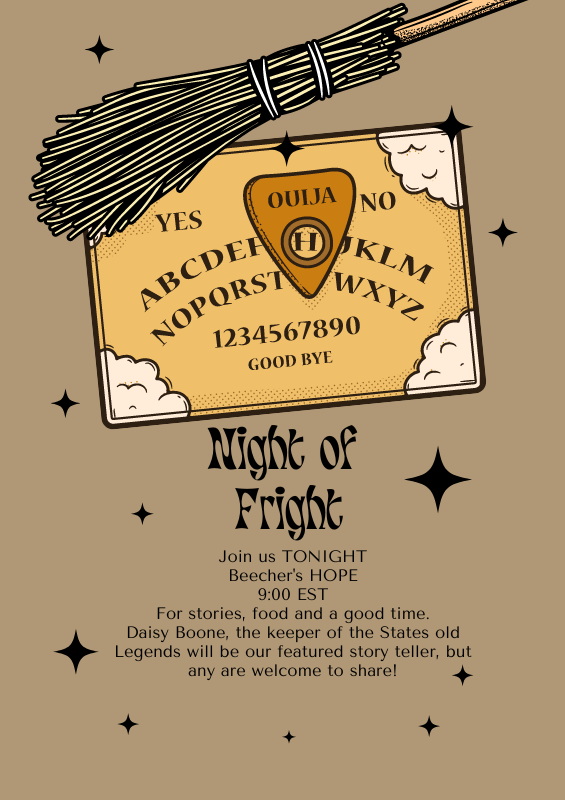 OUIJA
YES
NO
H
ABCDEF JKLM
NOPQRST WXYZ
1234567890
GOOD BYE
Night of
Fright
Join us TONIGHT
Beecher's HOPE
9:00 EST
For stories, food and a good time.
Daisy Boone, the keeper of the States old
Legends will be our featured story teller, but
any are welcome to share!